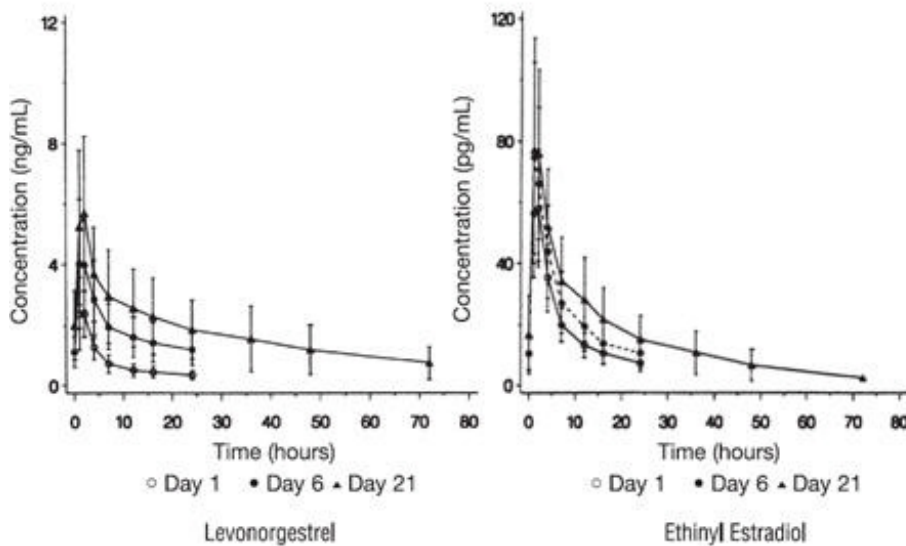 Concentration (ng/mL)
12
8
4
0
0 10 20 30 40 50 60 70 80
Time (hours)
○ Day 1 ● Day 6 ▲ Day 21
Levonorgestrel
Concentration (pg/mL)
120
80
40
0
0 10 20 30 40 50 60 70 80
Time (hours)
○ Day 1 ● Day 6 ▲ Day 21
Ethinyl Estradiol